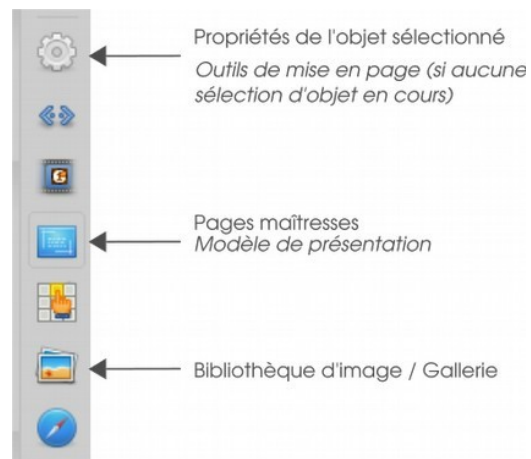 Propriétés de l'objet sélectionné
Outils de mise en page (si aucune
sélection d'objet en cours)
Pages maîtresses
Modèle de présentation
Bibliothèque d'image / Gallerie